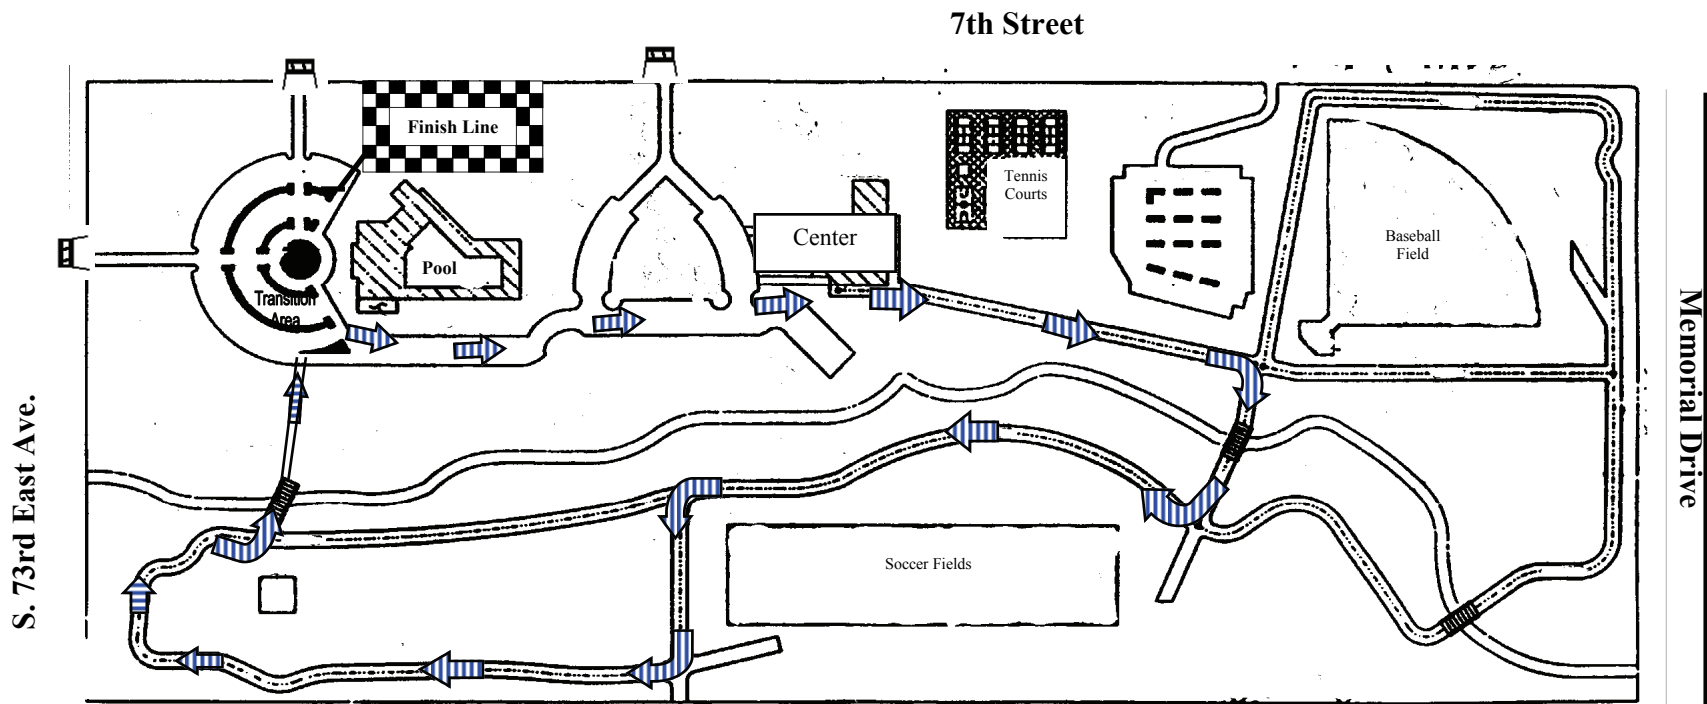 7th Street
Finish Line
Tennis
Courts
Center
Baseball
Field
Pool
Transition
Area
Memorial Drive
S. 73rd East Ave.
Soccer Fields